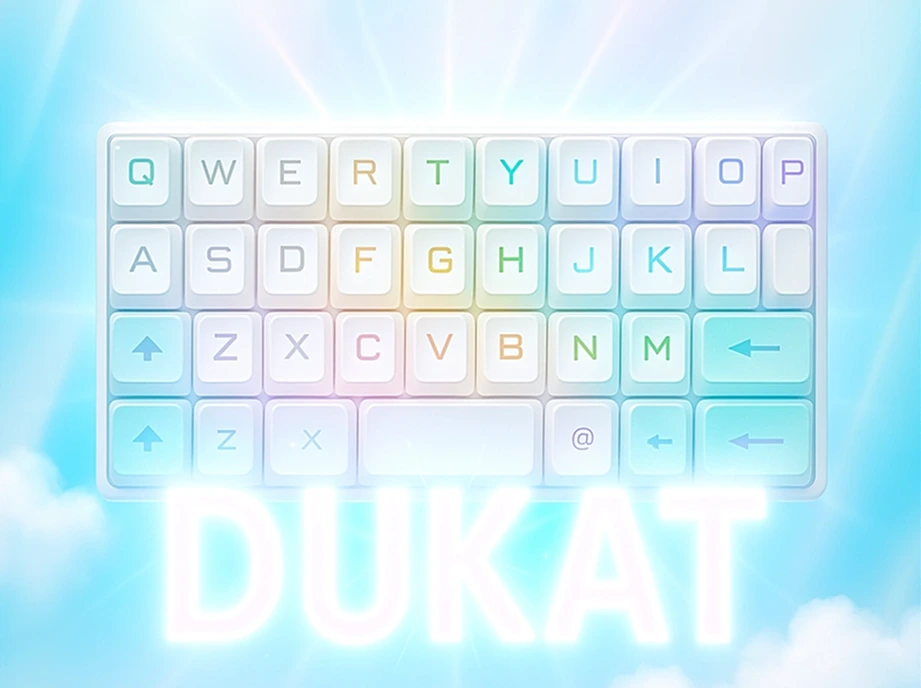 Q W E R T Y U I O P
A S D F G H J K L
Z X C V B N M
Z X @
DUKAT